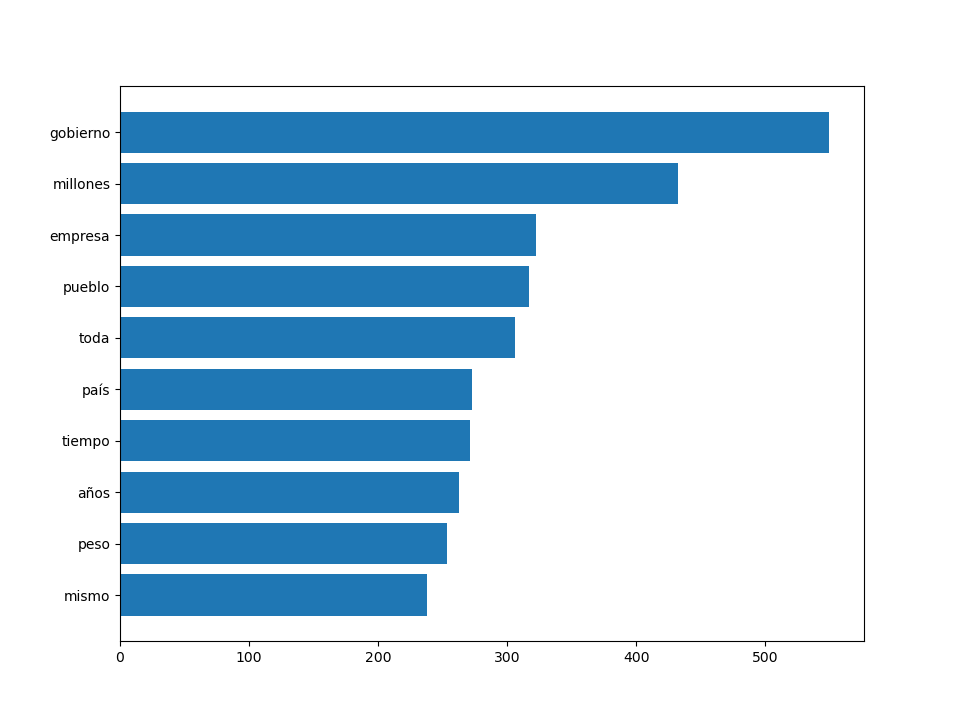 gobierno
millones
empresa
pueblo
toda
país
tiempo
años
peso
mismo
0 100 200 300 400 500